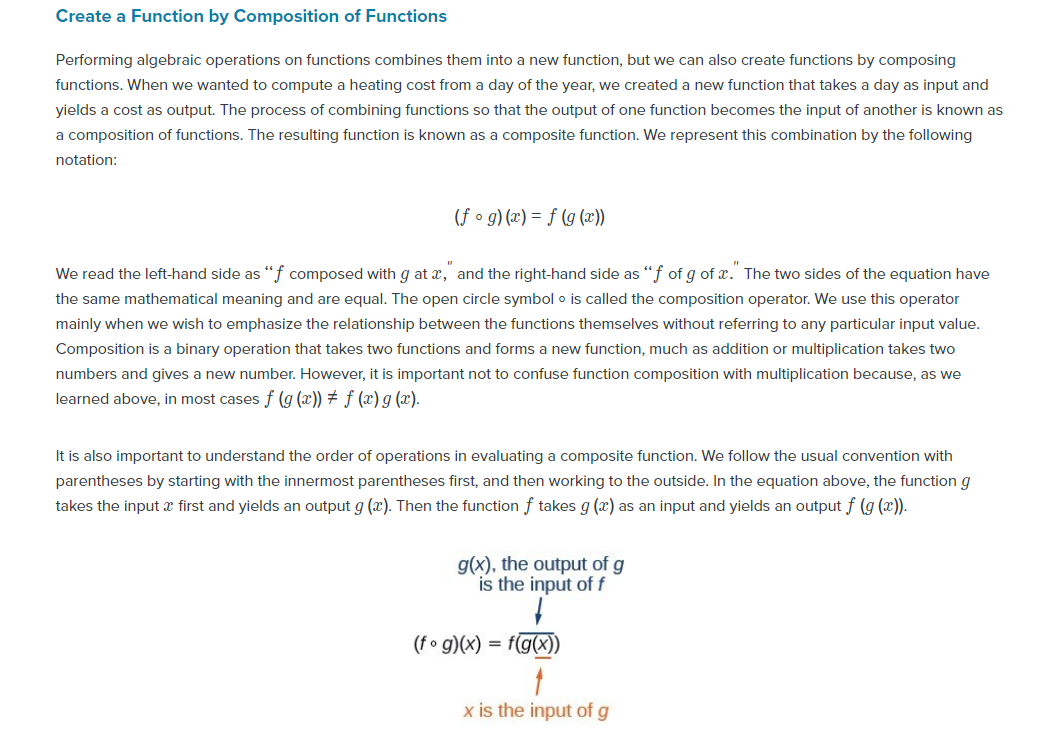 Create a Function by Composition of Functions
Performing algebraic operations on functions combines them into a new function, but we can also create functions by composing
functions. When we wanted to compute a heating cost from a day of the year, we created a new function that takes a day as input and
yields a cost as output. The process of combining functions so that the output of one function becomes the input of another is known as
a composition of functions. The resulting function is known as a composite function. We represent this combination by the following
notation:
(f ∘ g) (x) = f (g (x))
We read the left-hand side as “f composed with g at x,″ and the right-hand side as “f of g of x.″ The two sides of the equation have
the same mathematical meaning and are equal. The open circle symbol ∘ is called the composition operator. We use this operator
mainly when we wish to emphasize the relationship between the functions themselves without referring to any particular input value.
Composition is a binary operation that takes two functions and forms a new function, much as addition or multiplication takes two
numbers and gives a new number. However, it is important not to confuse function composition with multiplication because, as we
learned above, in most cases f (g (x)) ≠ f (x) g (x).
It is also important to understand the order of operations in evaluating a composite function. We follow the usual convention with
parentheses by starting with the innermost parentheses first, and then working to the outside. In the equation above, the function g
takes the input x first and yields an output g (x). Then the function f takes g (x) as an input and yields an output f (g (x)).
g(x), the output of g
is the input of f
(f ∘ g)(x) = f(g(x))
x is the input of g